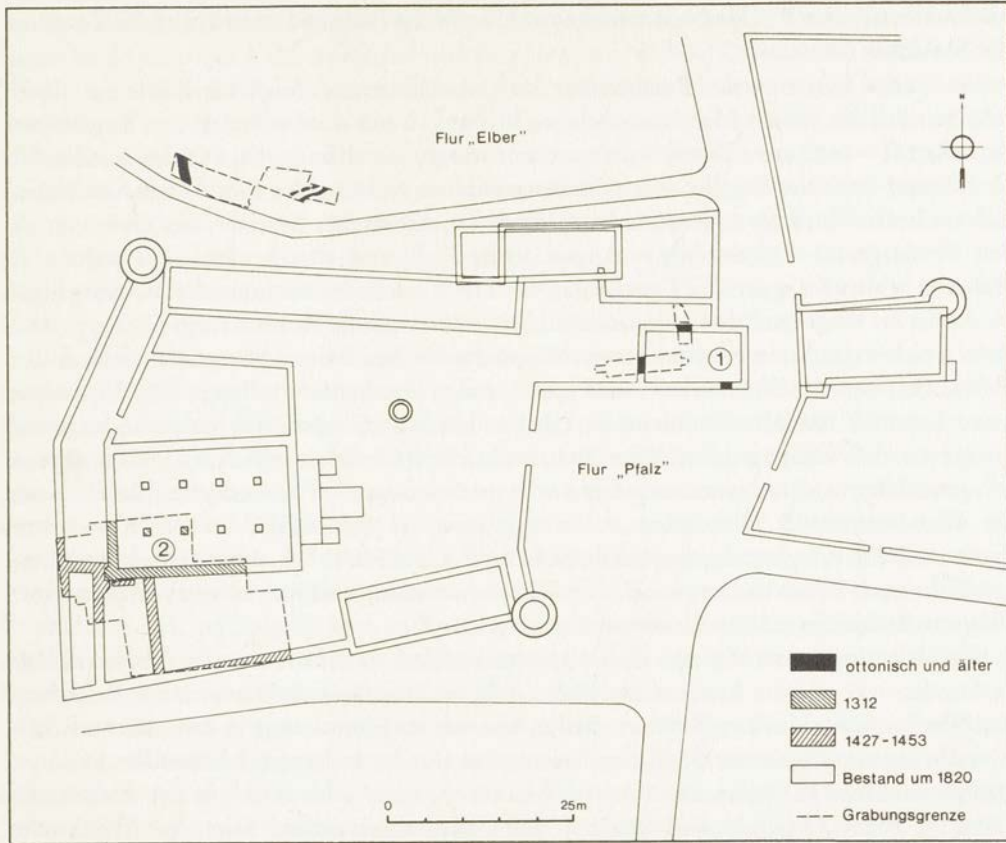 N
Flur „Elber"
①
Flur „Pfalz"
②
ottonisch und älter
1312
1427-1453
Bestand um 1820
Grabungsgrenze
0 25m